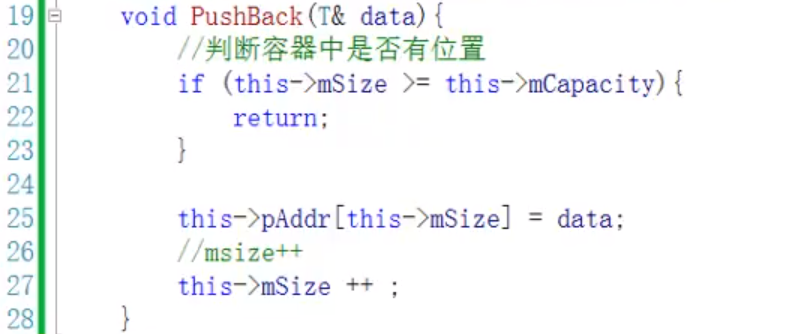 19 void PushBack(T& data){
20 //判断容器中是否有位置
21 if (this->mSize >= this->mCapacity){
22 return;
23 }
24
25 this->pAddr[this->mSize] = data;
26 //msize++
27 this->mSize ++ ;
28 }